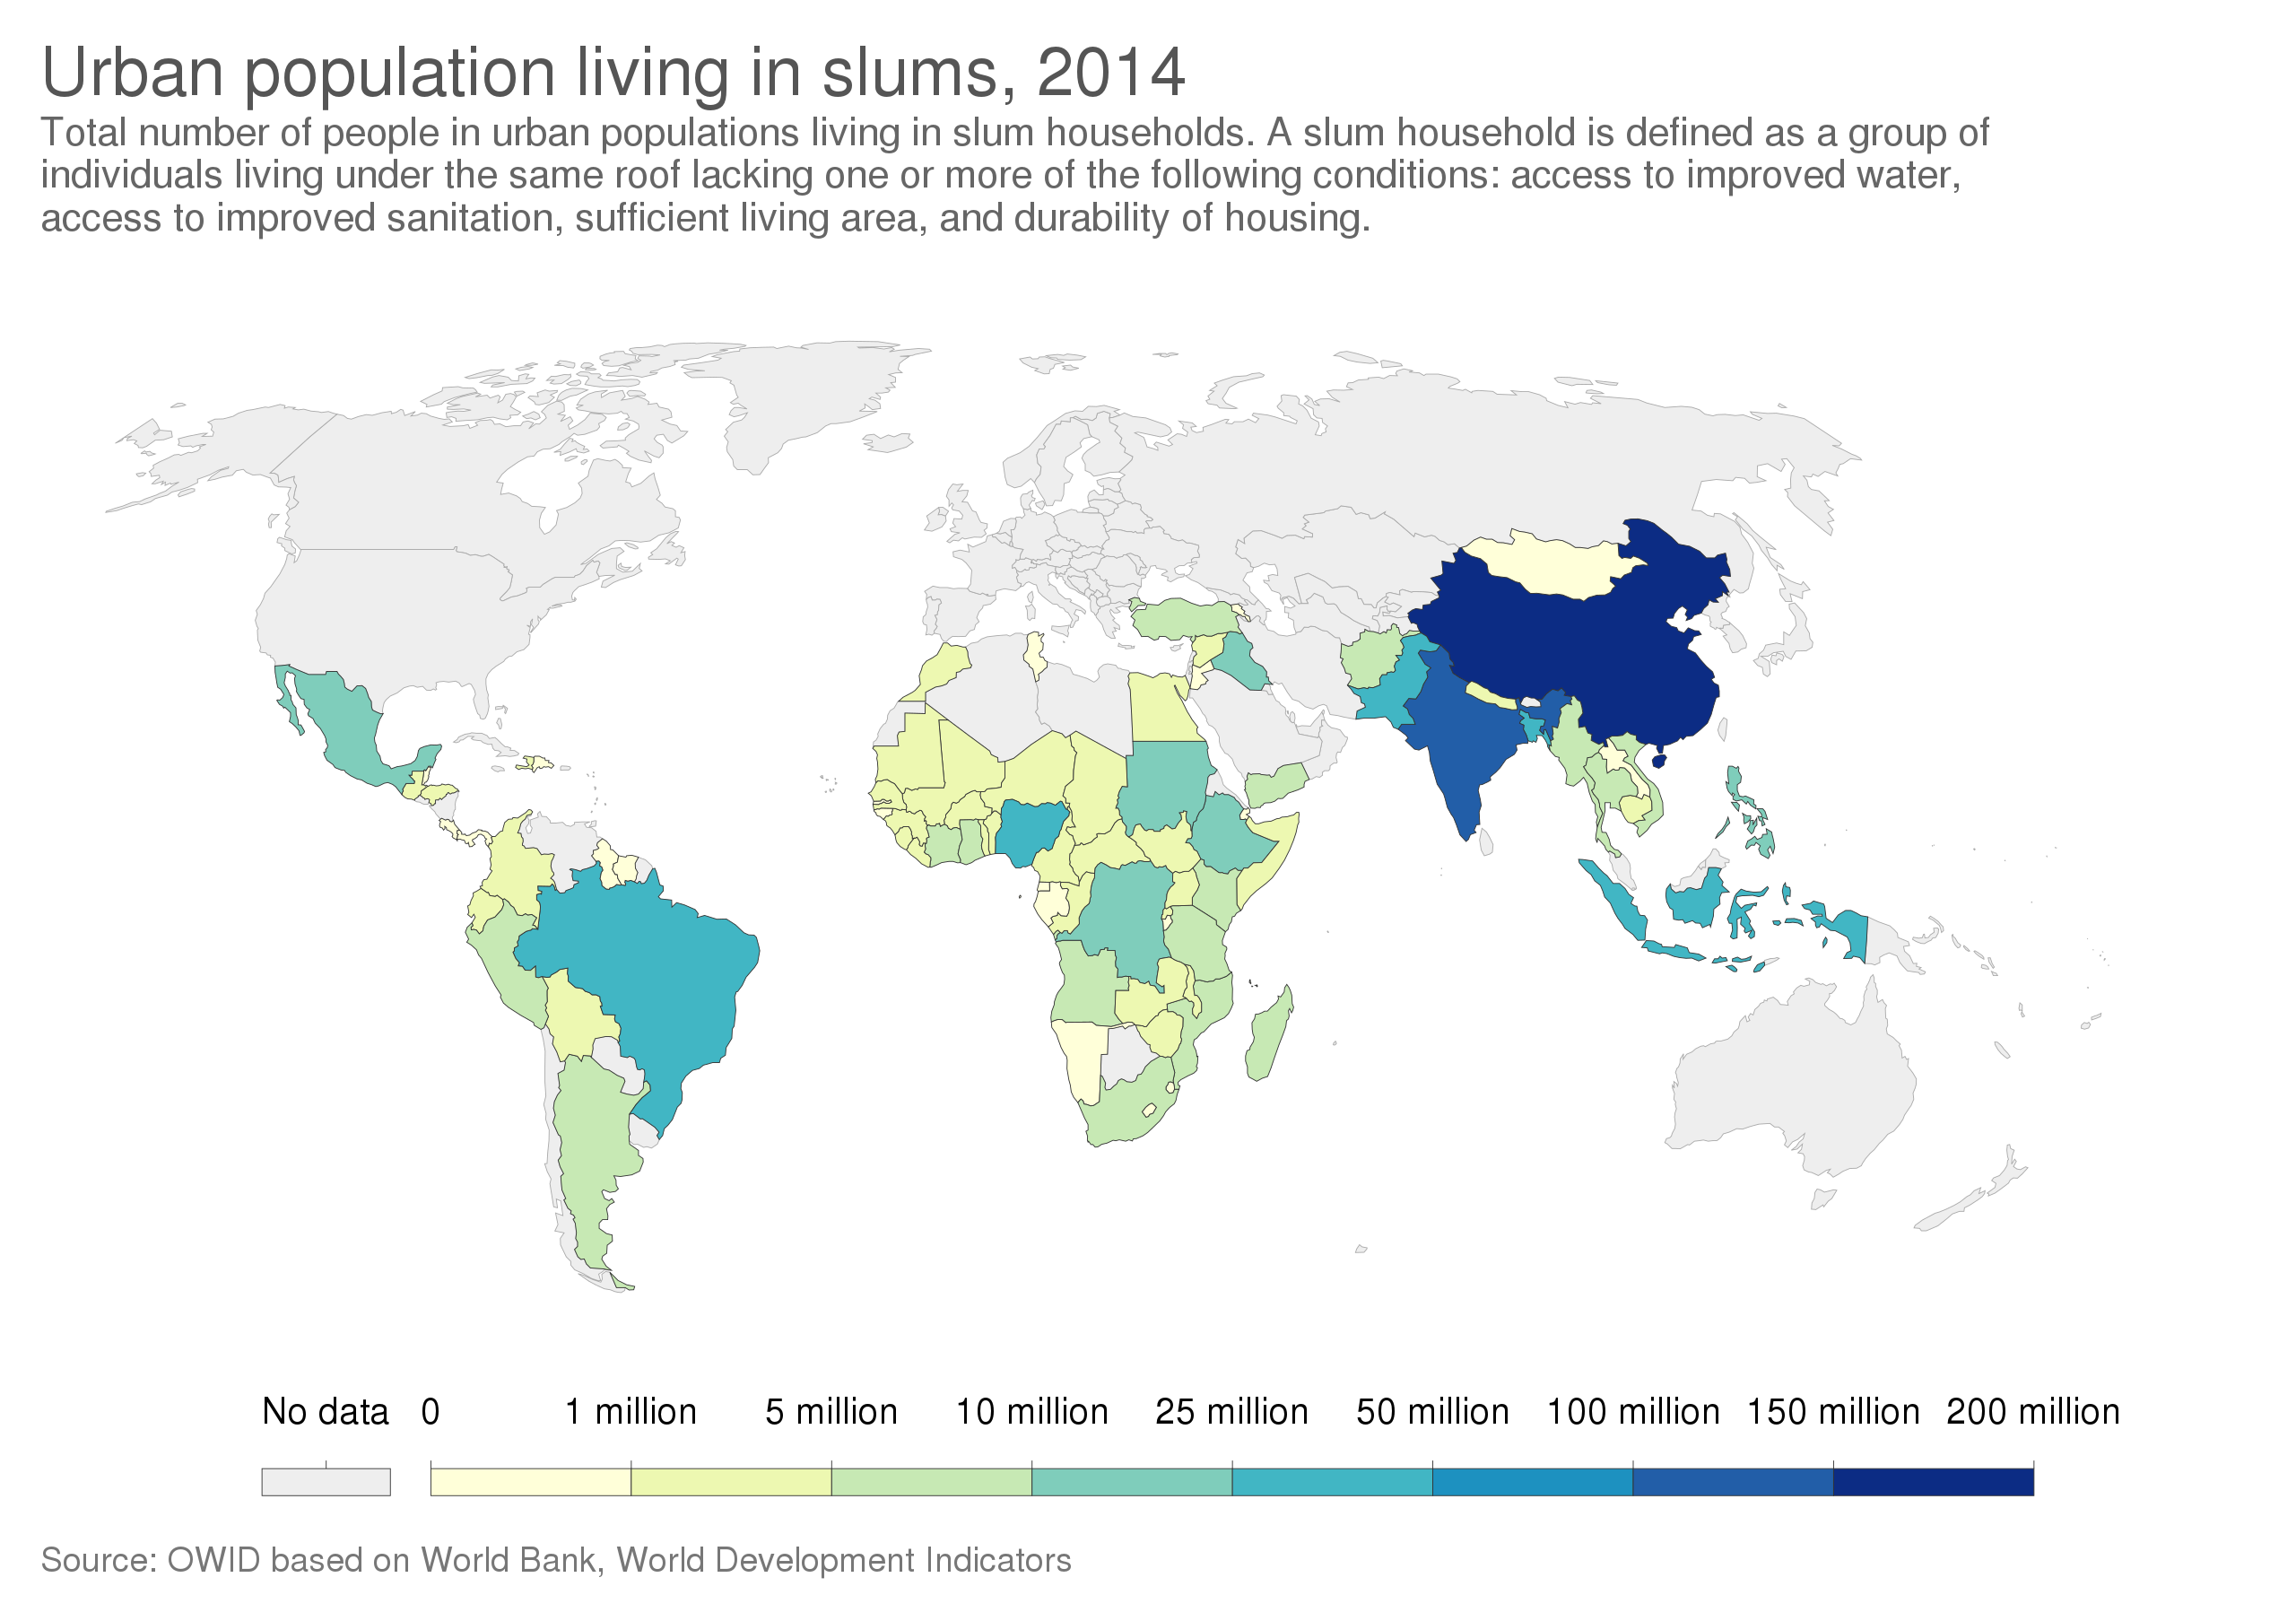 Urban population living in slums, 2014
Total number of people in urban populations living in slum households. A slum household is defined as a group of
individuals living under the same roof lacking one or more of the following conditions: access to improved water,
access to improved sanitation, sufficient living area, and durability of housing.
No data 0 1 million 5 million 10 million 25 million 50 million 100 million 150 million 200 million
Source: OWID based on World Bank, World Development Indicators